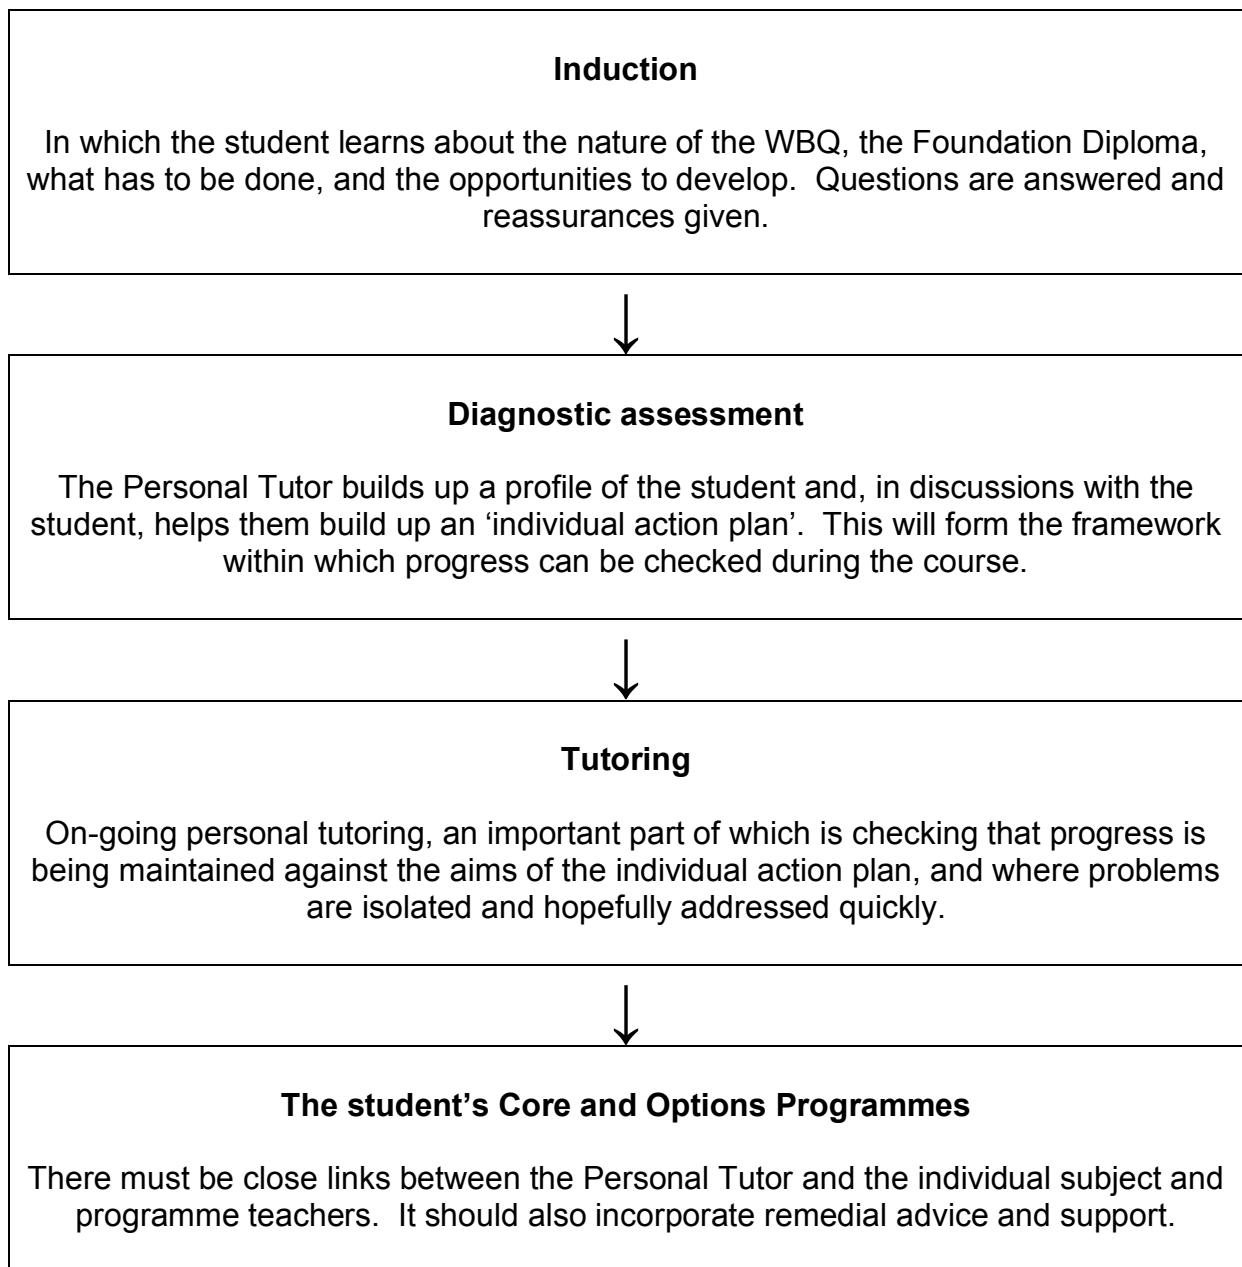 Induction
In which the student learns about the nature of the WBQ, the Foundation Diploma,
what has to be done, and the opportunities to develop.  Questions are answered and
reassurances given.
Diagnostic assessment
The Personal Tutor builds up a profile of the student and, in discussions with the
student, helps them build up an ‘individual action plan’.  This will form the framework
within which progress can be checked during the course.
Tutoring
On-going personal tutoring, an important part of which is checking that progress is
being maintained against the aims of the individual action plan, and where problems
are isolated and hopefully addressed quickly.
The student’s Core and Options Programmes
There must be close links between the Personal Tutor and the individual subject and
programme teachers.  It should also incorporate remedial advice and support.